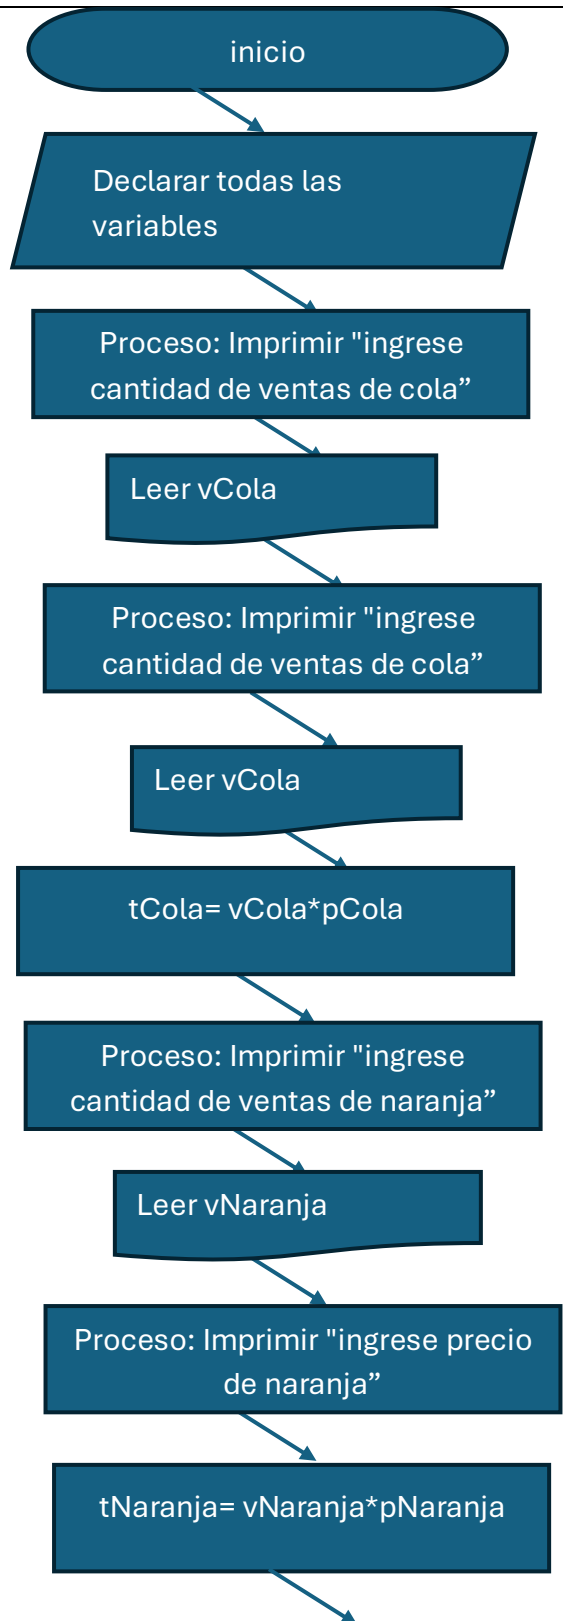 inicio
Declarar todas las
variables
Proceso: Imprimir "ingrese
cantidad de ventas de cola”
Leer vCola
Proceso: Imprimir "ingrese
cantidad de ventas de cola”
Leer vCola
tCola= vCola*pCola
Proceso: Imprimir "ingrese
cantidad de ventas de naranja”
Leer vNaranja
Proceso: Imprimir "ingrese precio
de naranja”
tNaranja= vNaranja*pNaranja